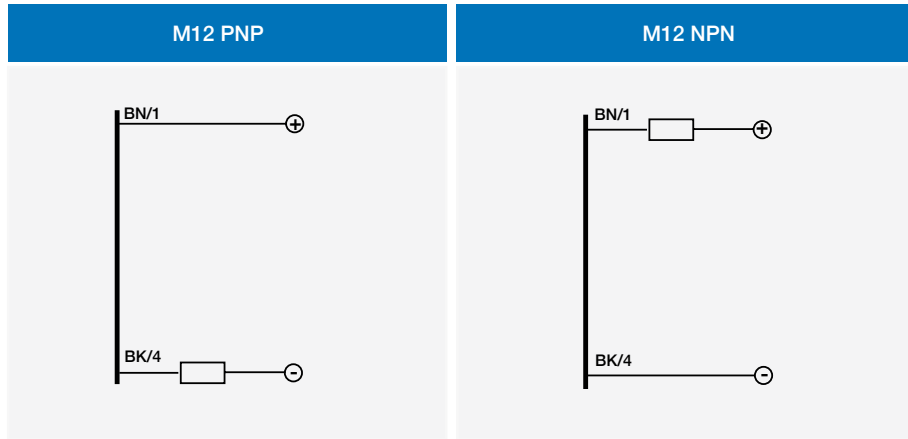 M12 PNP
M12 NPN
BN/1
+
BK/4
-
BN/1
+
BK/4
-